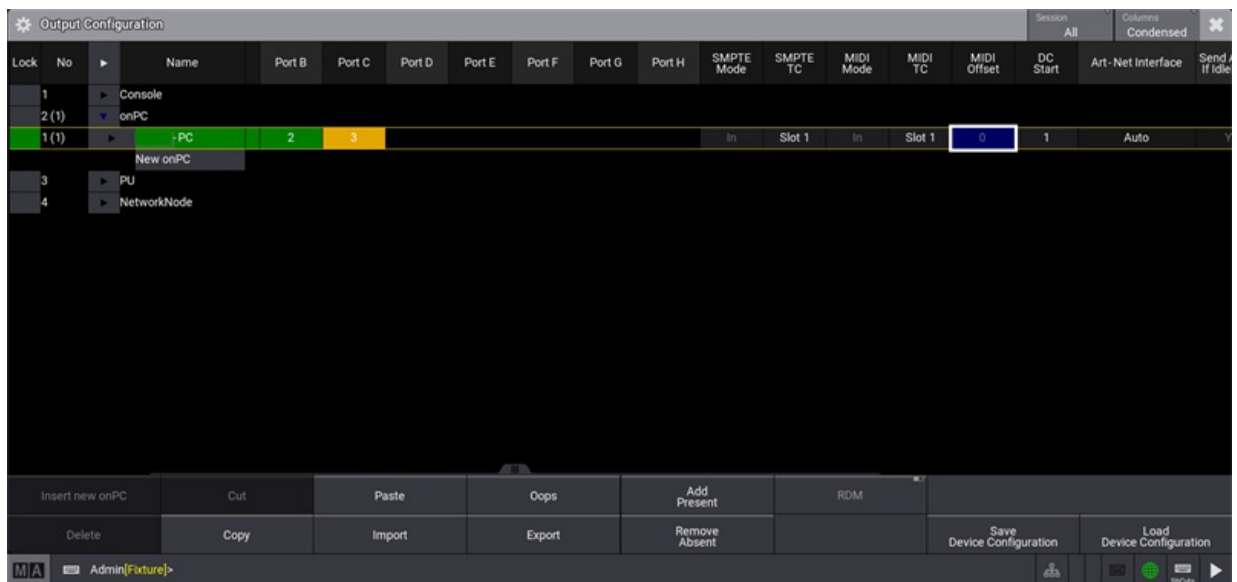 Output Configuration
Session
All
Columns
Condensed
Lock No Name Port B Port C Port D Port E Port F Port G Port H SMPTE Mode SMPTE TC MIDI Mode MIDI TC MIDI Offset DC Start Art-Net Interface Send If Idle
1 Console
2 (1) onPC
1 (1) -PC 2 3 In Slot 1 In Slot 1 0 1 Auto Y
New onPC
3 PU
4 NetworkNode
Insert new onPC Cut Paste Oops Add Present RDM
Delete Copy Import Export Remove Absent Save Device Configuration Load Device Configuration
MA Admin[Fixture]>